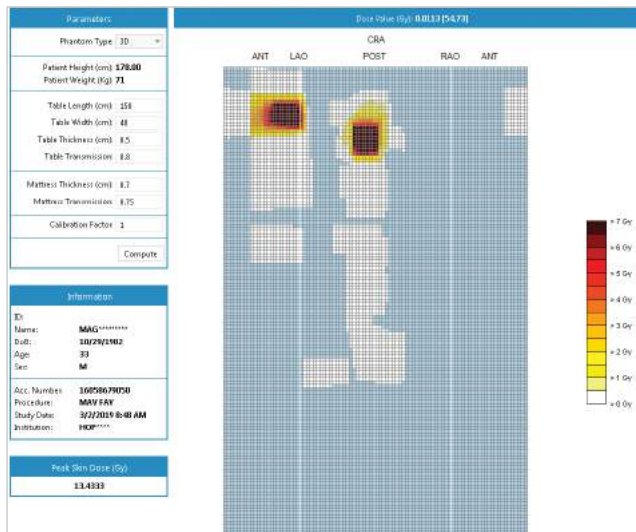 Parameters
Phantom Type: 3D
Patient Height (cm): 178.00
Patient Weight (Kg): 71
Table Length (cm): 150
Table Width (cm): 40
Table Thickness (cm): 0.5
Table Transmission: 0.8
Mattress Thickness (cm): 0.7
Mattress Transmission: 0.75
Calibration Factor: 1
Compute
Information
ID:
Name: MAG*********
DoB: 10/29/1982
Age: 33
Sex: M
Acc. Number: 16058679050
Procedure: MAV FAV
Study Date: 3/2/2019 8:48 AM
Institution: HOP****
Peak Skin Dose (Gy)
13.4333
Dose Value (Gy): 0.0113 [54,73]
CRA
ANT LAO POST RAO ANT
> 7 Gy
> 6 Gy
> 5 Gy
> 4 Gy
> 3 Gy
> 2 Gy
> 1 Gy
> 0 Gy